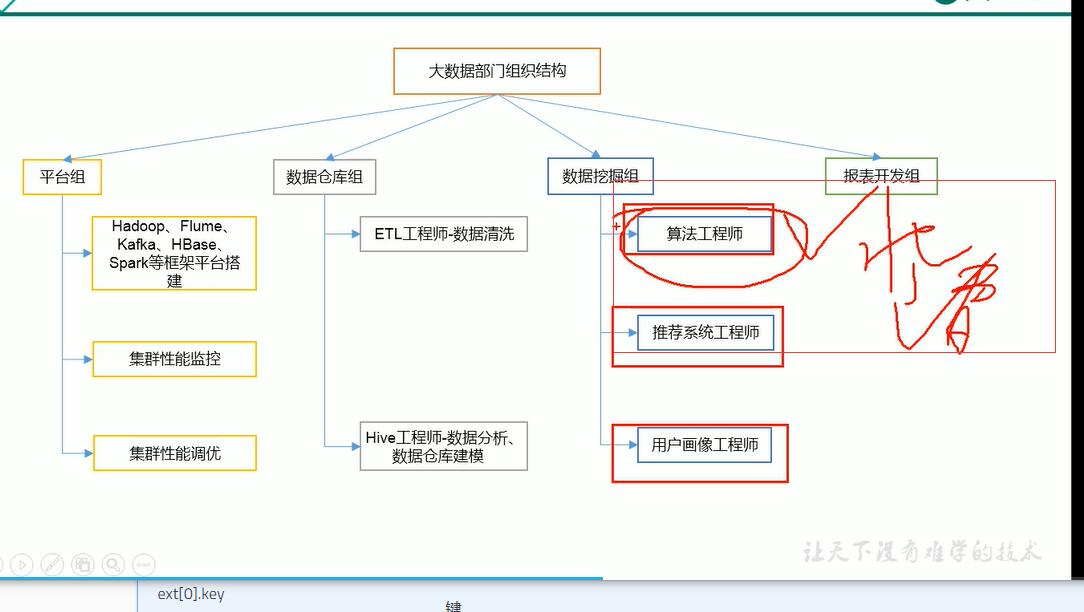 大数据部门组织结构
平台组
数据仓库组
数据挖掘组
报表开发组
Hadoop、Flume、
Kafka、HBase、
Spark等框架平台搭
建
集群性能监控
集群性能调优
ETL工程师-数据清洗
Hive工程师-数据分析、
数据仓库建模
算法工程师
推荐系统工程师
用户画像工程师
让天下没有难学的技术
ext[0].key
键